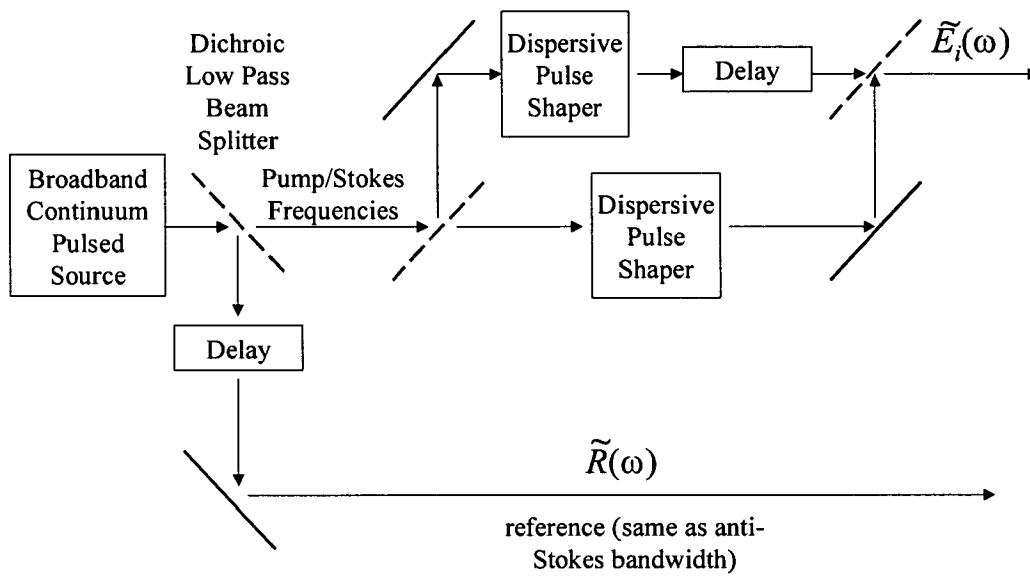 Dichroic
Low Pass
Beam
Splitter
Dispersive
Pulse
Shaper
Delay
Ẽᵢ(ω)
Broadband
Continuum
Pulsed
Source
Pump/Stokes
Frequencies
Dispersive
Pulse
Shaper
Delay
R̃(ω)
reference (same as anti-
Stokes bandwidth)